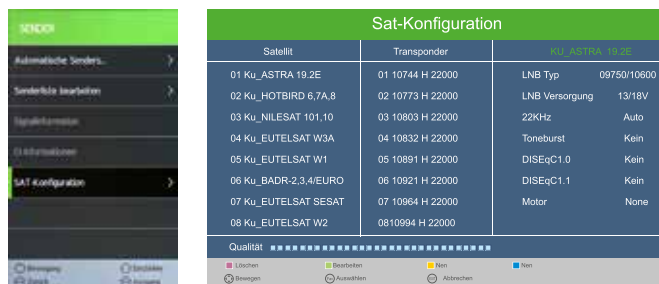 SENDER
Automatische Senders..
Senderliste bearbeiten
Signalinformation
CI Informationen
SAT-Konfiguration
Bewegung
Einstellen
Zurück
Sat-Konfiguration
Satellit Transponder KU_ASTRA 19.2E
01 Ku_ASTRA 19.2E 01 10744 H 22000 LNB Typ 09750/10600
02 Ku_HOTBIRD 6,7A,8 02 10773 H 22000 LNB Versorgung 13/18V
03 Ku_NILESAT 101,10 03 10803 H 22000 22KHz Auto
04 Ku_EUTELSAT W3A 04 10832 H 22000 Toneburst Kein
05 Ku_EUTELSAT W1 05 10891 H 22000 DISEqC1.0 Kein
06 Ku_BADR-2,3,4/EURO 06 10921 H 22000 DISEqC1.1 Kein
07 Ku_EUTELSAT SESAT 07 10964 H 22000 Motor None
08 Ku_EUTELSAT W2 0810994 H 22000
Qualität
Löschen Bearbeiten Nen Nen
Bewegen Auswählen Abbrechen